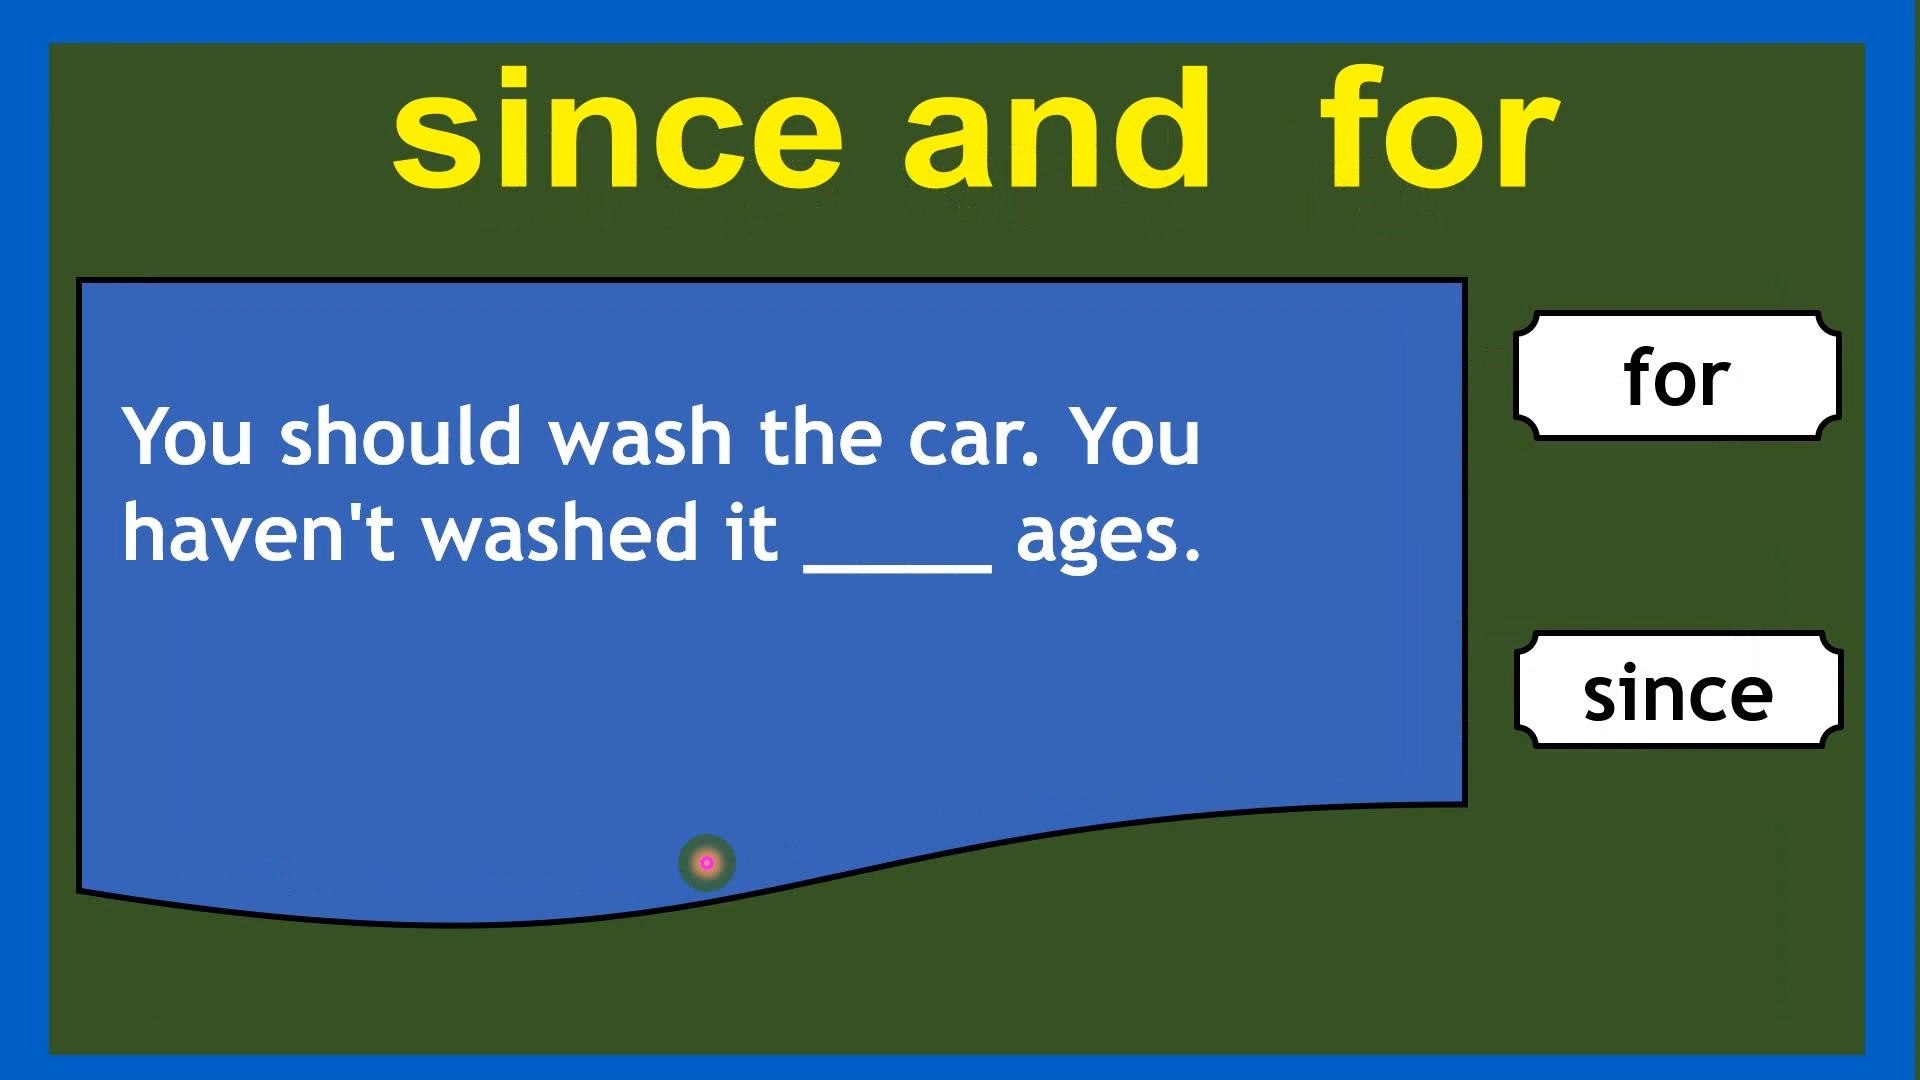 since and for
You should wash the car. You
haven't washed it _____ ages.
for
since